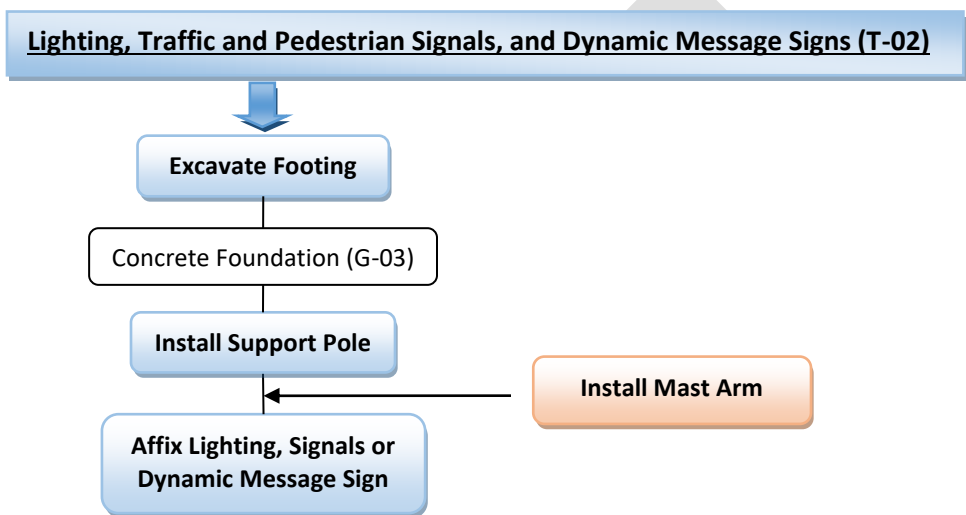 Lighting, Traffic and Pedestrian Signals, and Dynamic Message Signs (T-02)
Excavate Footing
Concrete Foundation (G-03)
Install Support Pole
Install Mast Arm
Affix Lighting, Signals or
Dynamic Message Sign